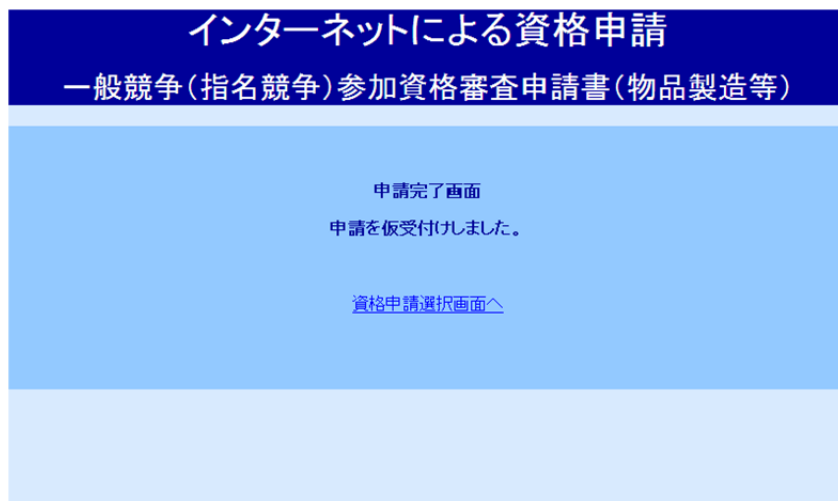 インターネットによる資格申請
一般競争(指名競争)参加資格審査申請書(物品製造等)
申請完了画面
申請を仮受付けしました。
資格申請選択画面へ